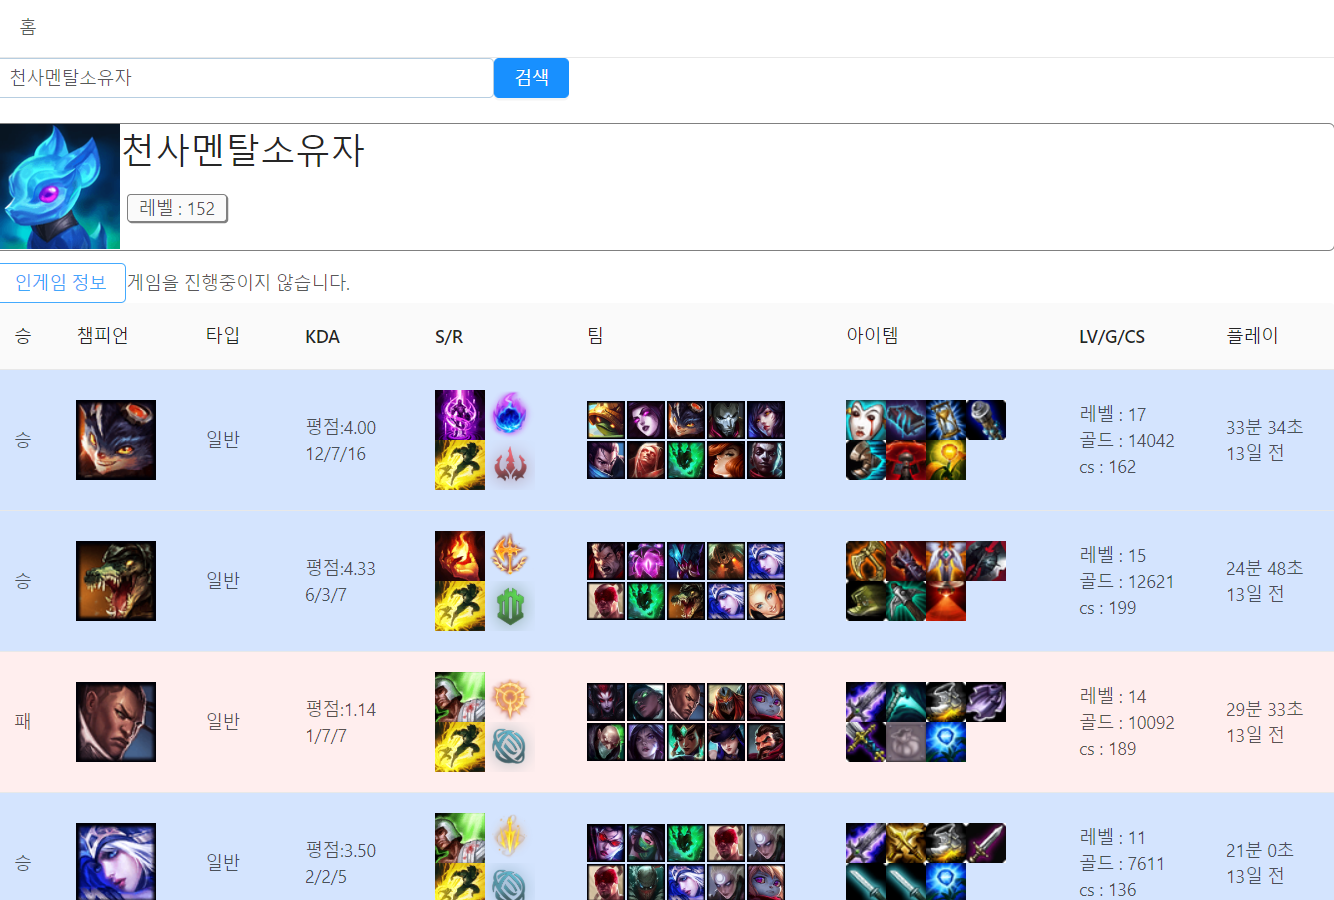 홈
천사멘탈소유자 검색
천사멘탈소유자
레벨 : 152
인게임 정보 게임을 진행중이지 않습니다.
승 챔피언 타입 KDA S/R 팀 아이템 LV/G/CS 플레이
승 일반
평점:4.00
12/7/16
레벨 : 17
골드 : 14042
cs : 162
33분 34초
13일 전
승 일반
평점:4.33
6/3/7
레벨 : 15
골드 : 12621
cs : 199
24분 48초
13일 전
패 일반
평점:1.14
1/7/7
레벨 : 14
골드 : 10092
cs : 189
29분 33초
13일 전
승 일반
평점:3.50
2/2/5
레벨 : 11
골드 : 7611
cs : 136
21분 0초
13일 전